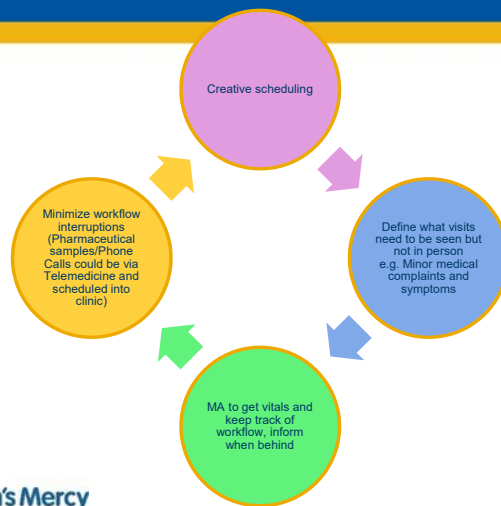 Creative scheduling
Define what visits
need to be seen but
not in person
e.g. Minor medical
complaints and
symptoms
MA to get vitals and
keep track of
workflow, inform
when behind
Minimize workflow
interruptions
(Pharmaceutical
samples/Phone
Calls could be via
Telemedicine and
scheduled into
clinic)
's Mercy